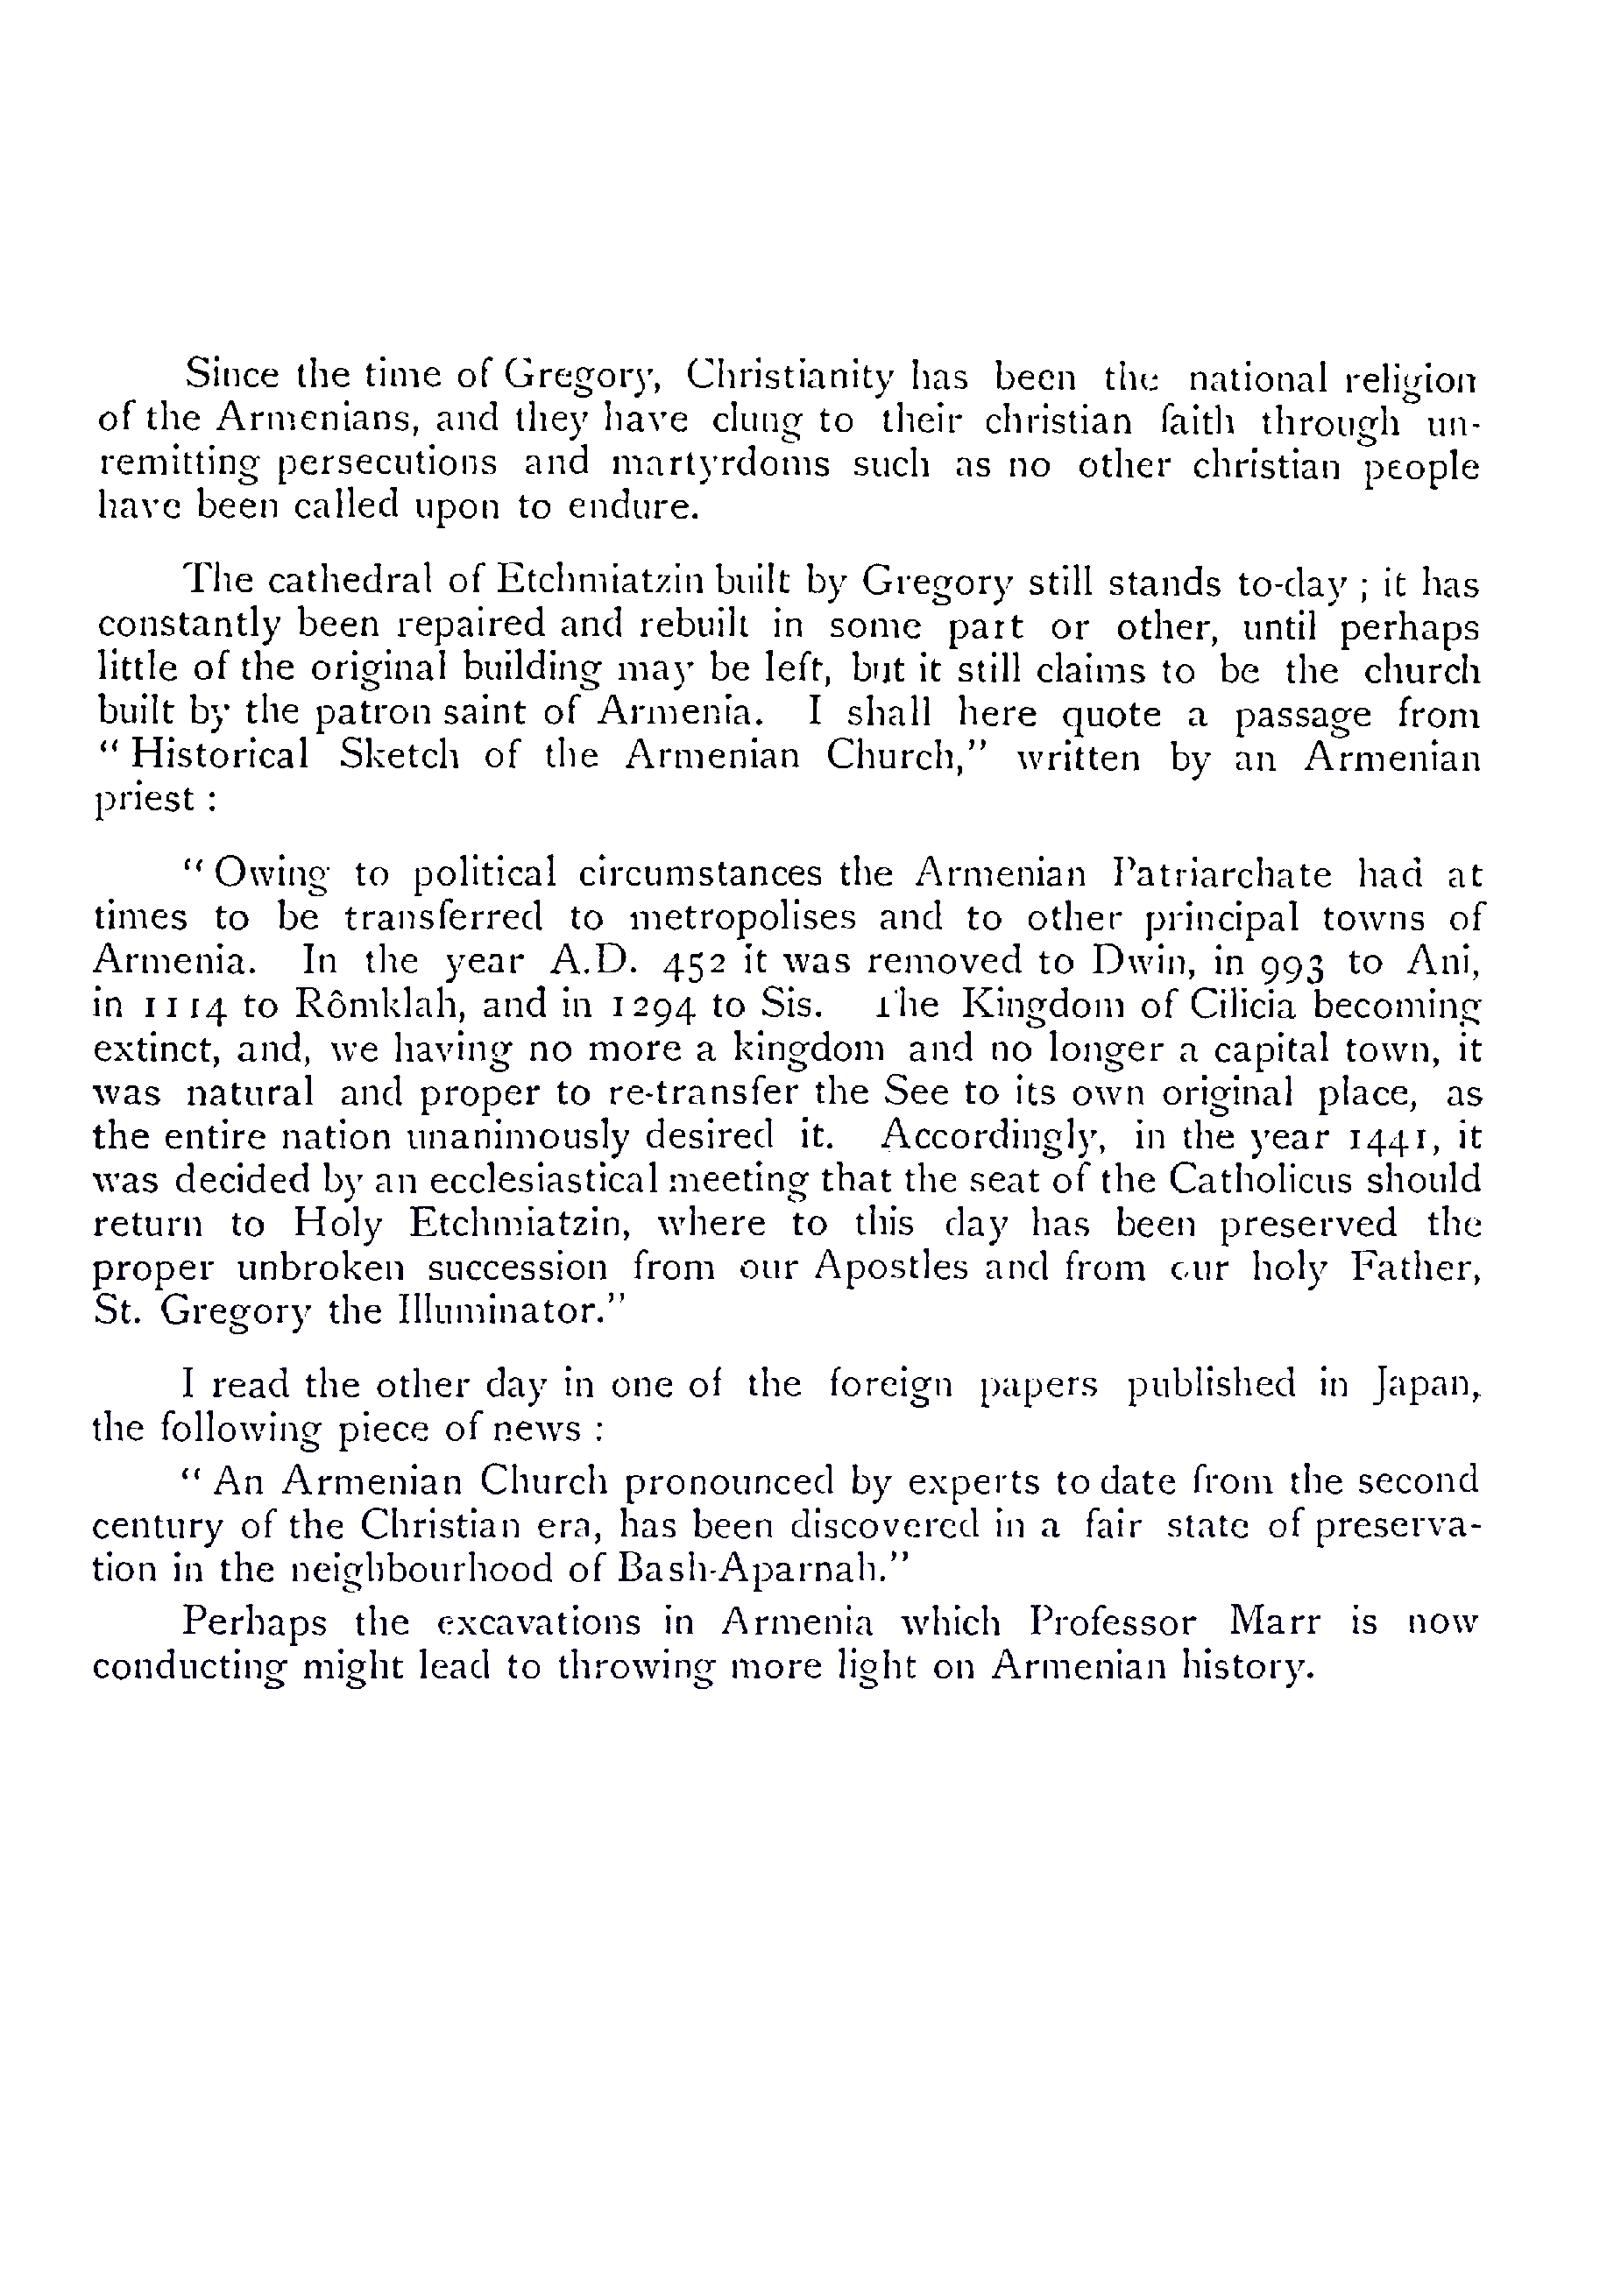 Since the time of Gregory, Christianity has been the national religion
of the Armenians, and they have clung to their christian faith through un-
remitting persecutions and martyrdoms such as no other christian people
have been called upon to endure.
The cathedral of Etchmiatzin built by Gregory still stands to-day ; it has
constantly been repaired and rebuilt in some part or other, until perhaps
little of the original building may be left, but it still claims to be the church
built by the patron saint of Armenia. I shall here quote a passage from
“ Historical Sketch of the Armenian Church,” written by an Armenian
priest :
“ Owing to political circumstances the Armenian Patriarchate had at
times to be transferred to metropolises and to other principal towns of
Armenia. In the year A.D. 452 it was removed to Dwin, in 993 to Ani,
in 1114 to Rômklah, and in 1294 to Sis. The Kingdom of Cilicia becoming
extinct, and, we having no more a kingdom and no longer a capital town, it
was natural and proper to re-transfer the See to its own original place, as
the entire nation unanimously desired it. Accordingly, in the year 1441, it
was decided by an ecclesiastical meeting that the seat of the Catholicus should
return to Holy Etchmiatzin, where to this day has been preserved the
proper unbroken succession from our Apostles and from our holy Father,
St. Gregory the Illuminator.”
I read the other day in one of the foreign papers published in Japan,
the following piece of news :
“ An Armenian Church pronounced by experts to date from the second
century of the Christian era, has been discovered in a fair state of preserva-
tion in the neighbourhood of Bash-Aparnah.”
Perhaps the excavations in Armenia which Professor Marr is now
conducting might lead to throwing more light on Armenian history.